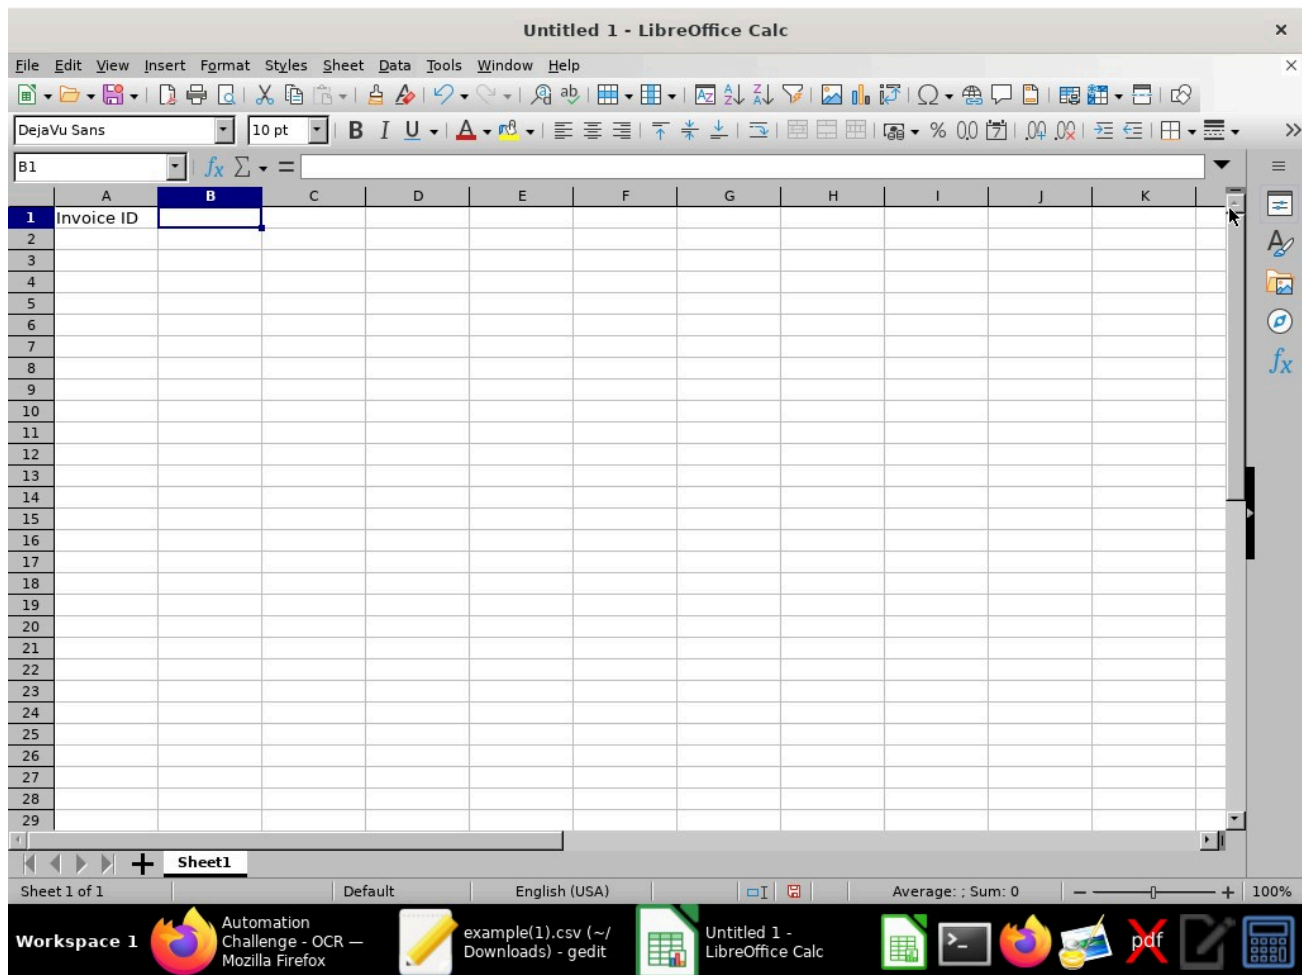 Untitled 1 - LibreOffice Calc
File Edit View Insert Format Styles Sheet Data Tools Window Help
DejaVu Sans 10 pt
B1
A B C D E F G H I J K
1 Invoice ID
2
3
4
5
6
7
8
9
10
11
12
13
14
15
16
17
18
19
20
21
22
23
24
25
26
27
28
29
Sheet1
Sheet 1 of 1 Default English (USA) Average: ; Sum: 0 100%
Workspace 1
Automation
Challenge - OCR —
Mozilla Firefox
example(1).csv (~/
Downloads) - gedit
Untitled 1 -
LibreOffice Calc
pdf